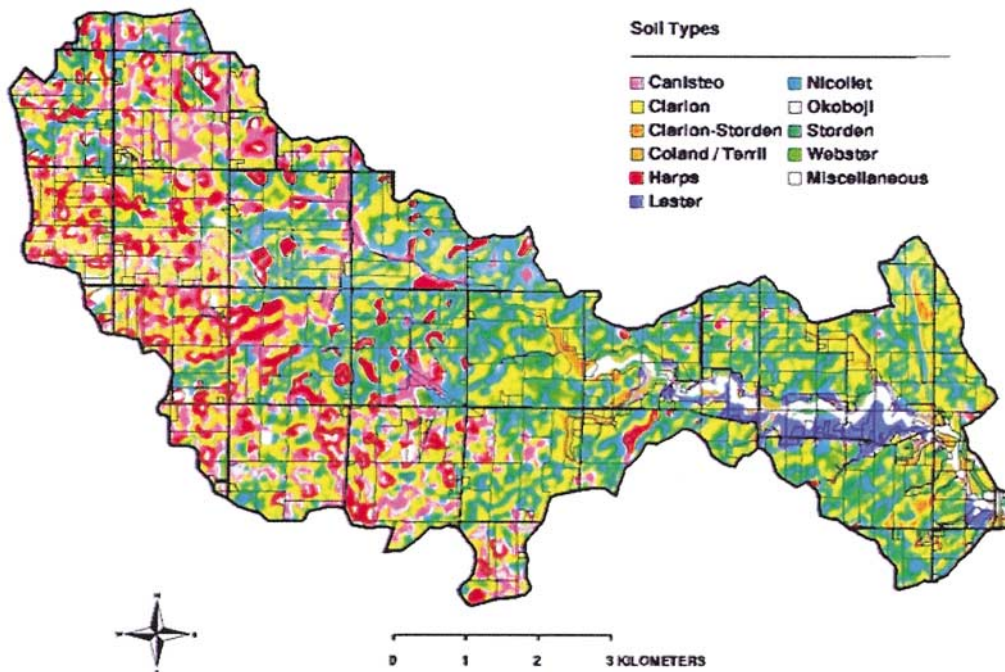 Soil Types
Canisteo
Clarion
Clarion-Storden
Coland / Terril
Harps
Lester
Nicollet
Okoboji
Storden
Webster
Miscellaneous
N
W
E
S
0 1 2 3 KILOMETERS